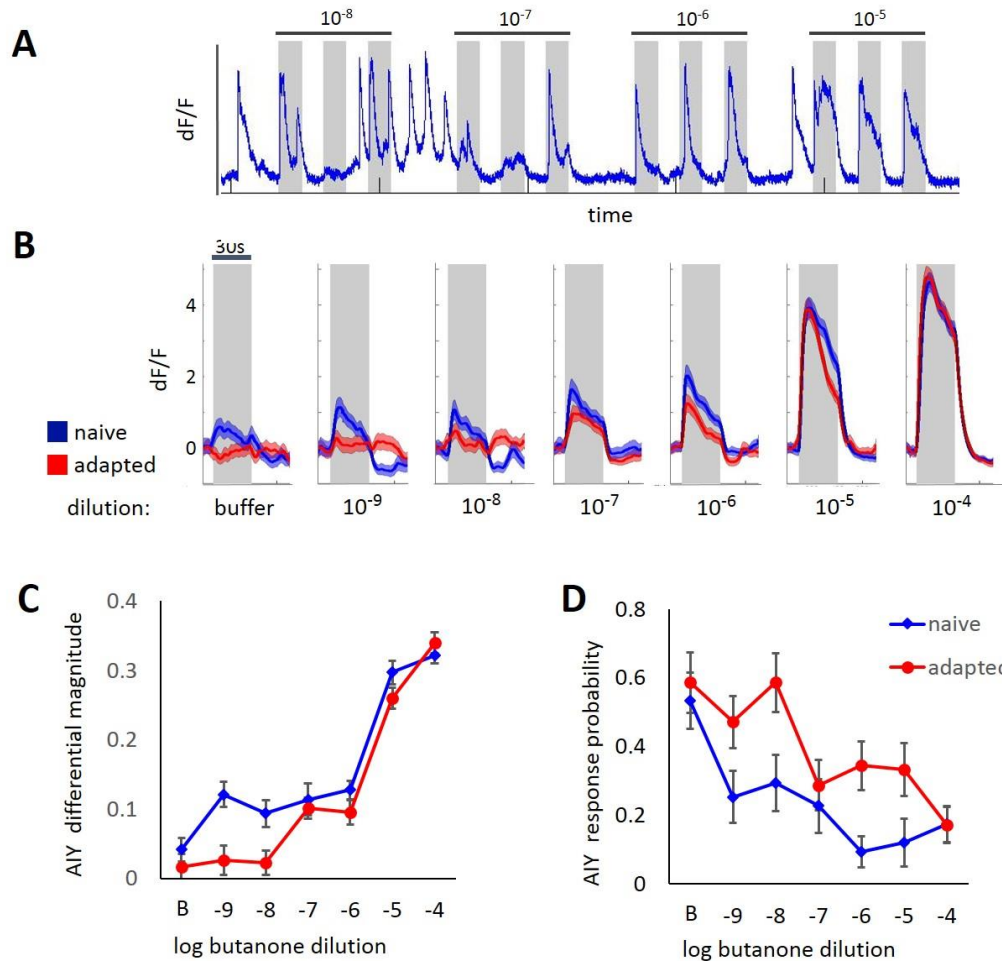 A
10-8
10-7
10-6
10-5
dF/F
time
B
30s
4
2
0
dF/F
naive
adapted
dilution:
buffer
10-9
10-8
10-7
10-6
10-5
10-4
C
0.4
0.3
0.2
0.1
0
AIY differential magnitude
B
-9
-8
-7
-6
-5
-4
log butanone dilution
D
0.8
0.6
0.4
0.2
0
AIY response probability
naive
adapted
B
-9
-8
-7
-6
-5
-4
log butanone dilution